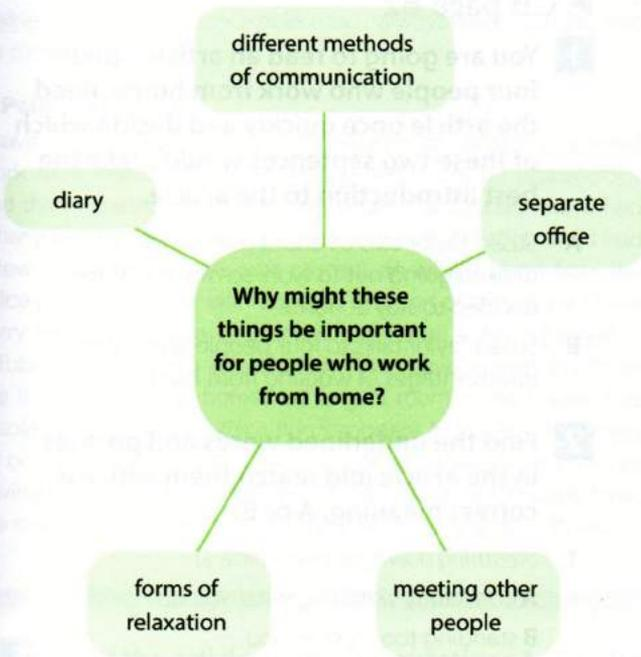 different methods
of communication
diary
separate
office
Why might these
things be important
for people who work
from home?
forms of
relaxation
meeting other
people